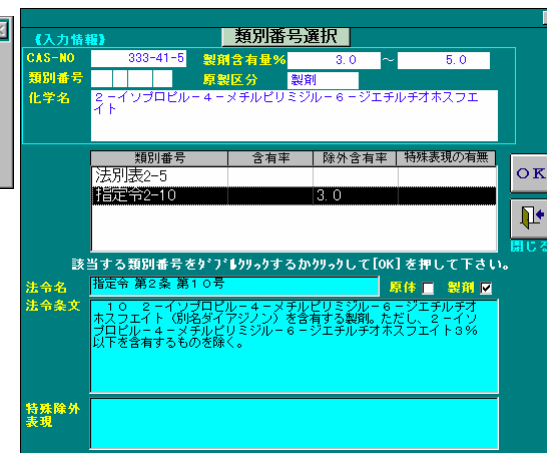 類別番号選択
《入力情報》
CAS-NO 333-41-5 製剤含有量% 3.0 ～ 5.0
類別番号 原製区分 製剤
化学名 2－イソプロピル－4－メチルピリミジル－6－ジエチルチオホスフエ
イト
類別番号 含有率 除外含有率 特殊表現の有無
法別表2-5
指定令2-10 3.0
OK
閉じる
該当する類別番号をﾀﾞﾌﾞﾙｸﾘｯｸするかｸﾘｯｸして[OK]を押して下さい。
法令名 指定令 第2条 第10号 原体 製剤
法令条文 10 2－イソプロピル－4－メチルピリミジル－6－ジエチルチオ
ホスフエイト（別名ダイアジノン）を含有する製剤。ただし、2－イソ
プロピル－4－メチルピリミジル－6－ジエチルチオホスフエイト3％
以下を含有するものを除く。
特殊除外
表現